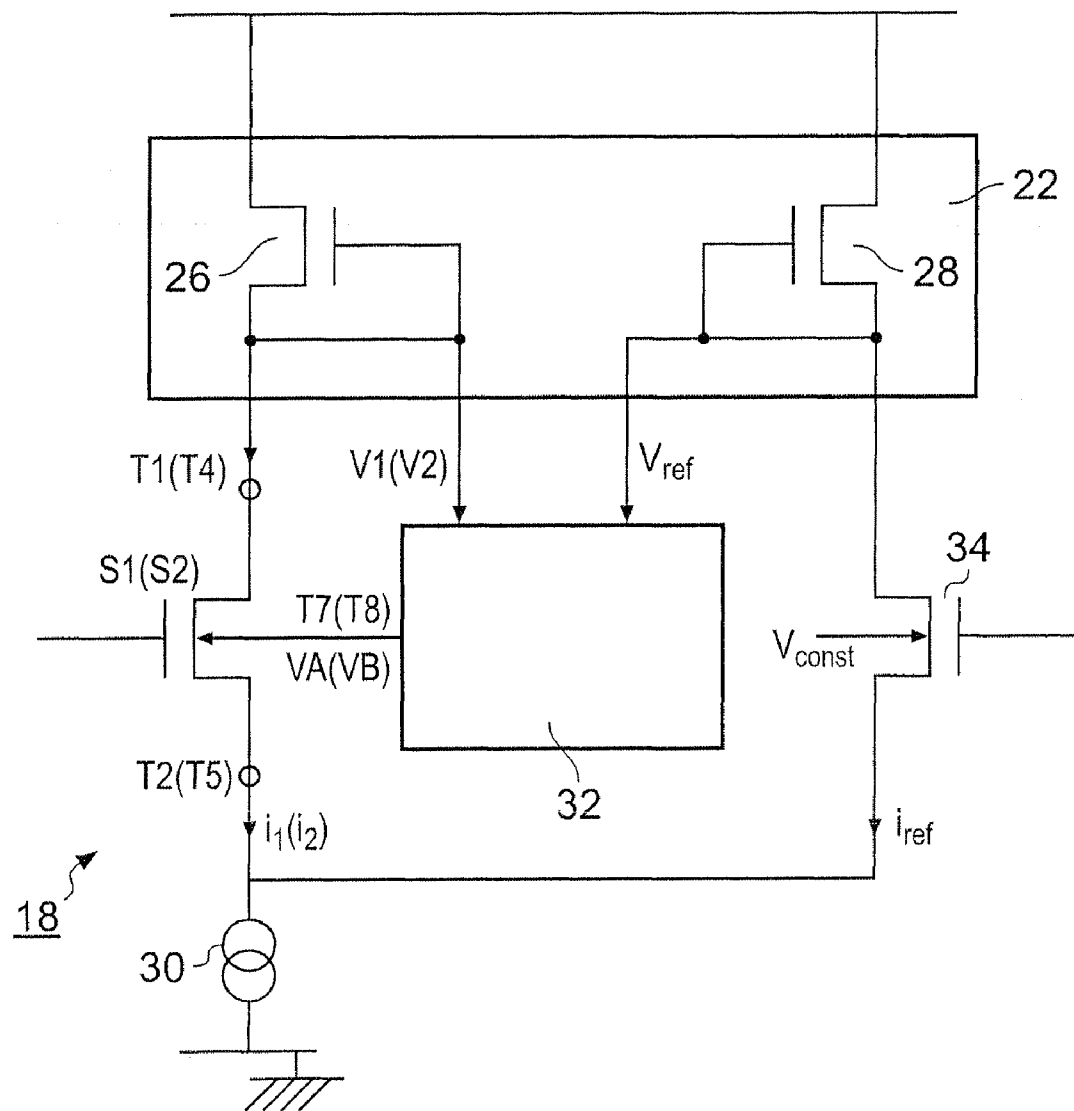 22
26
28
T1(T4)
V1(V2)
Vref
S1(S2)
34
T7(T8)
VA(VB)
Vconst
T2(T5)
32
i1(i2)
iref
18
30